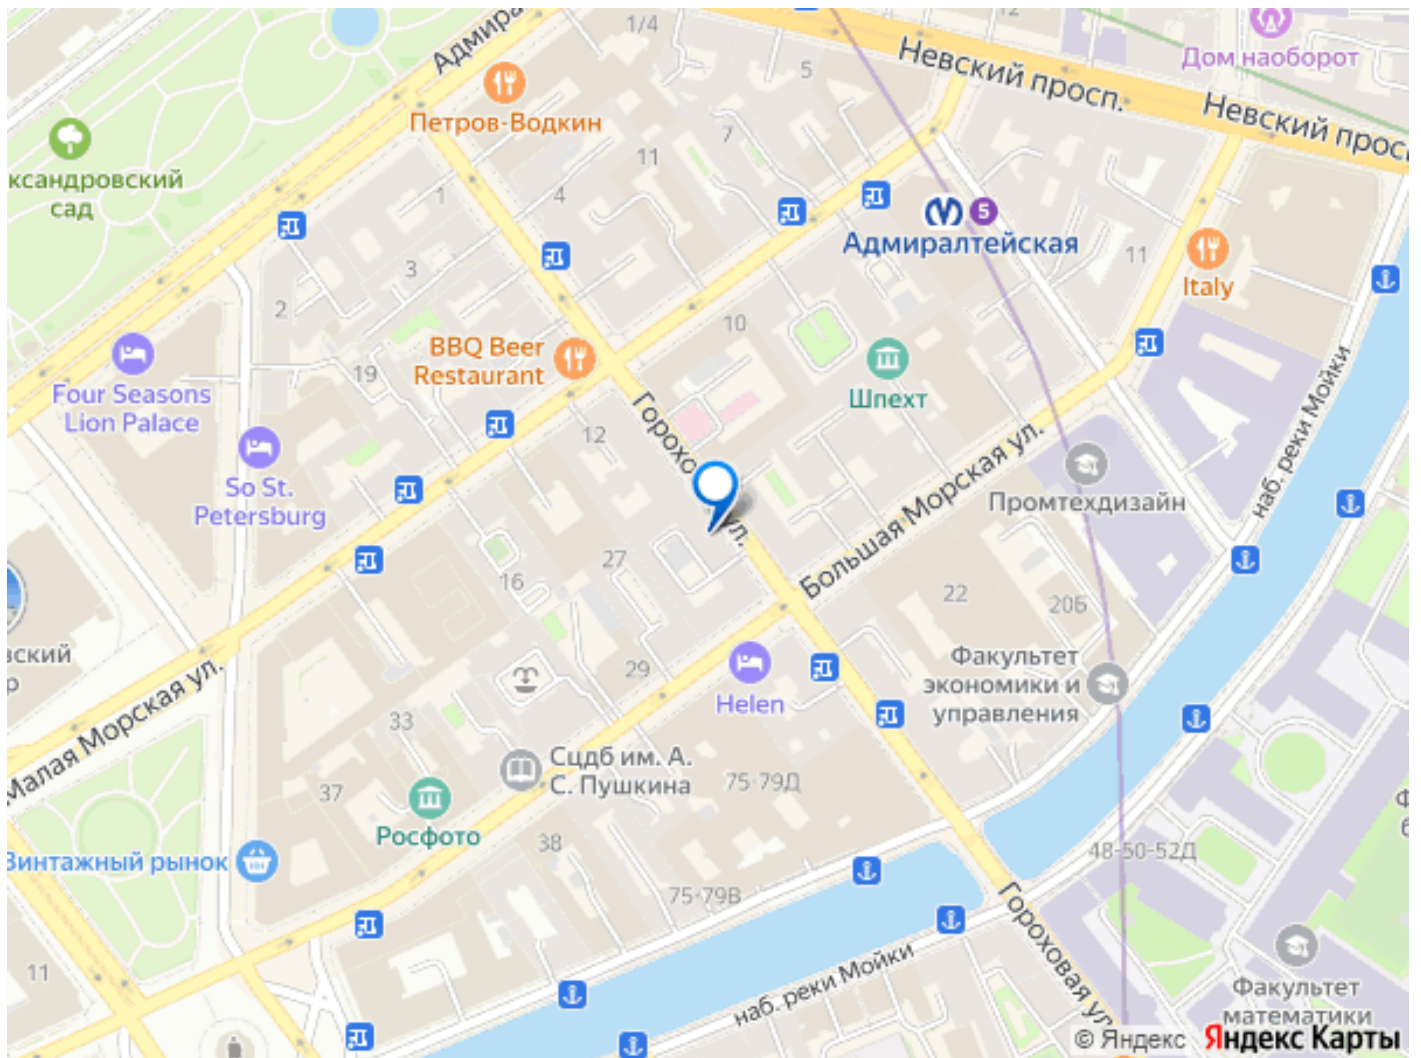 1/4
12
Адмира
5
Невский просп.
Дом наоборот
Невский просп
Петров-Водкин
7
11
ксандровский
сад
1
4
5
Адмиралтейская
11
3
2
Italy
10
BBQ Beer
Restaurant
19
Four Seasons
Lion Palace
Шпехт
наб. реки Мойки
Горохо
ул.
12
So St.
Petersburg
Большая Морская ул.
Промтехдизайн
27
16
22
20Б
вский
р
29
Факультет
экономики и
управления
Малая Морская ул.
Helen
33
Сцдб им. А.
С. Пушкина
75-79Д
37
Росфото
Ф
б
38
48-50-52Д
Винтажный рынок
75-79В
Гороховая ул.
11
наб. реки Мойки
Факультет
математики
© Яндекс Яндекс Карты